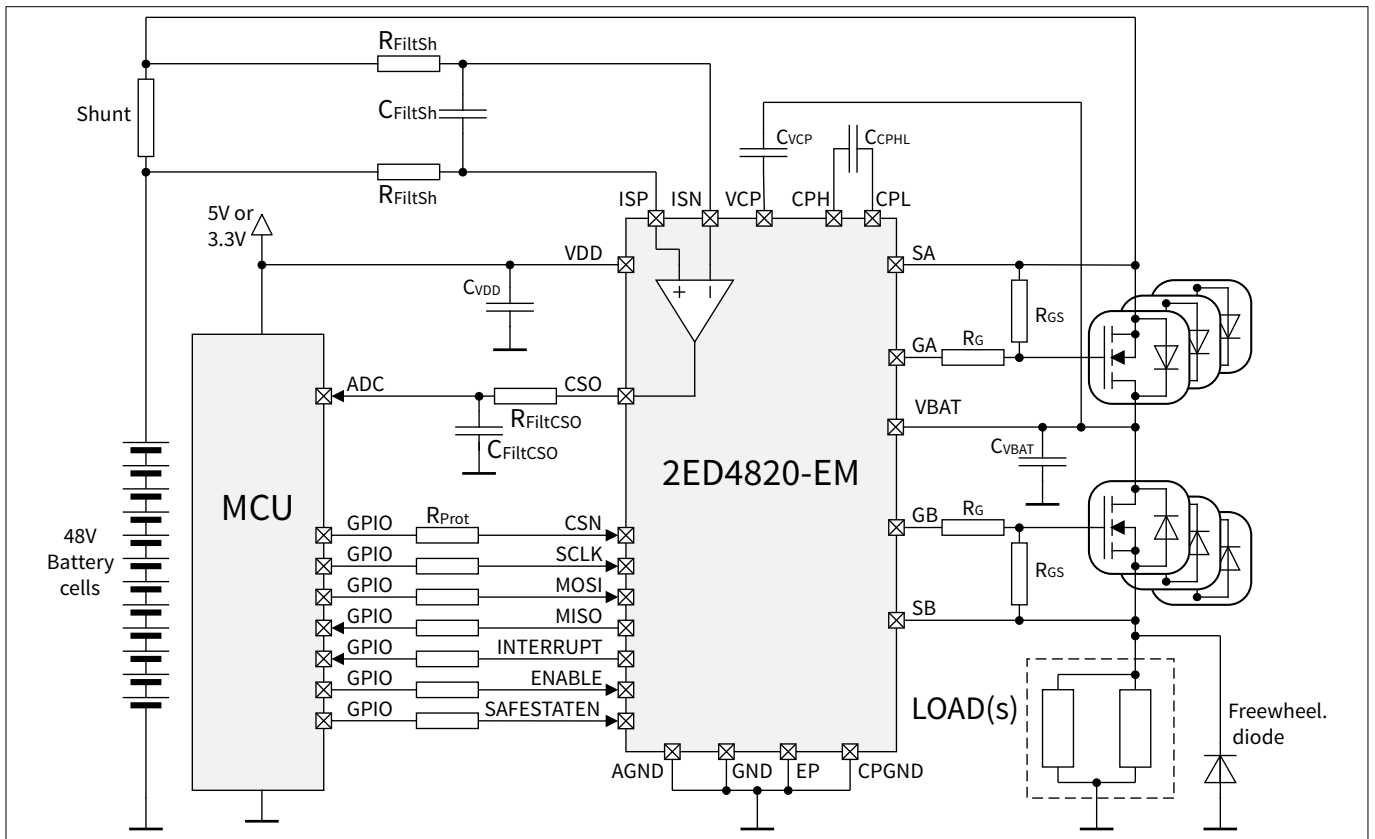 RFiltSh
Shunt
CFiltSh
RFiltSh
CVCP
CCPHL
ISP
ISN
VCP
CPH
CPL
5V or
3.3V
VDD
CVDD
+
–
SA
RGS
GA
RG
ADC
CSO
RFiltCSO
CFiltCSO
VBAT
CVBAT
MCU
2ED4820-EM
48V
Battery
cells
GPIO
RProt
CSN
GPIO
SCLK
GPIO
MOSI
GPIO
MISO
GPIO
INTERRUPT
GPIO
ENABLE
GPIO
SAFESTATEN
GB
RG
RGS
SB
LOAD(s)
Freewheel.
diode
AGND
GND
EP
CPGND